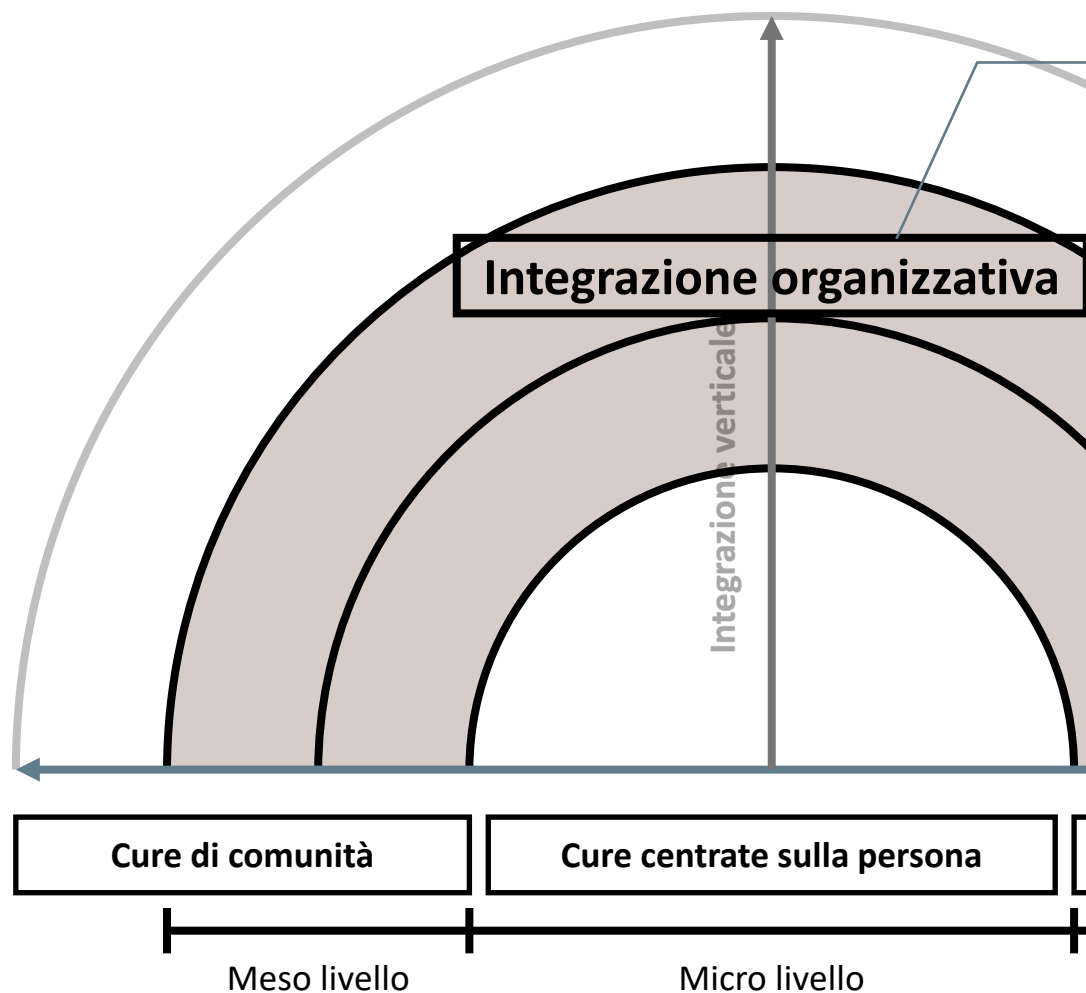 Integrazione organizzativa
Integrazione verticale
Cure di comunità
Cure centrate sulla persona
Meso livello
Micro livello